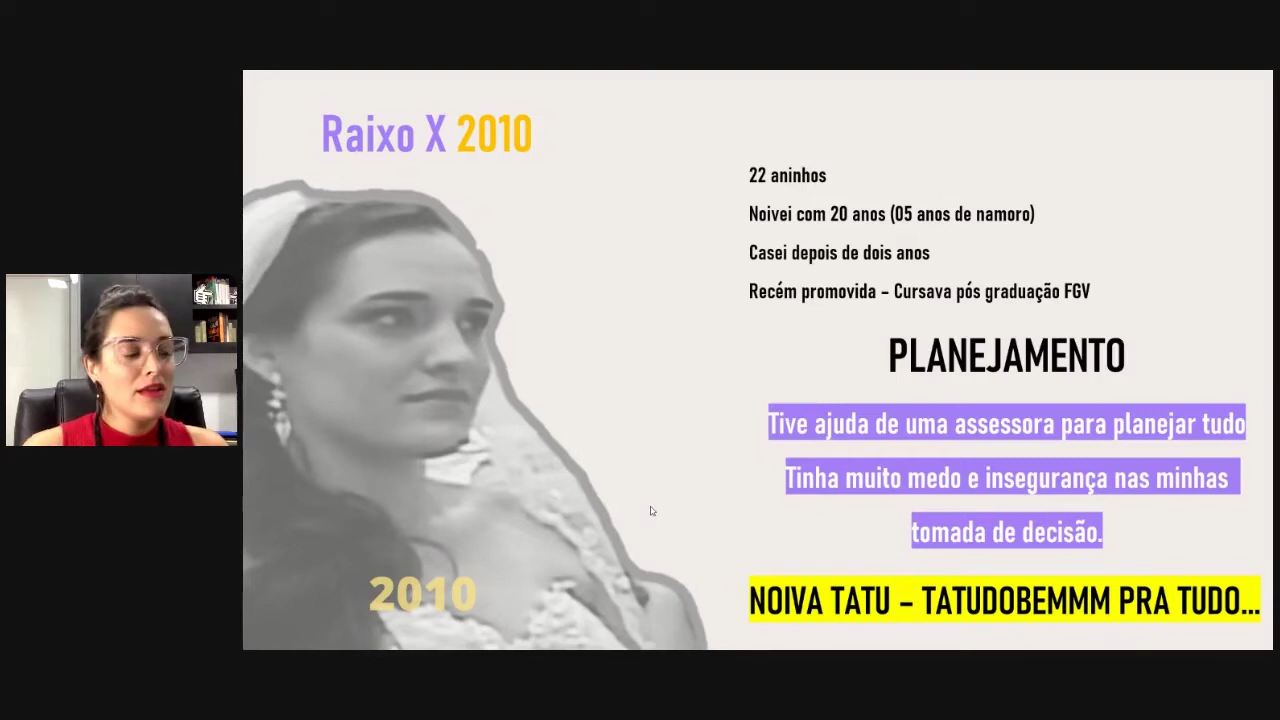 Raixo X 2010
22 aninhos
Noivei com 20 anos (05 anos de namoro)
Casei depois de dois anos
Recém promovida – Cursava pós graduação FGV
PLANEJAMENTO
Tive ajuda de uma assessora para planejar tudo
Tinha muito medo e insegurança nas minhas
tomada de decisão.
NOIVA TATU – TATUDOBEMMM PRA TUDO...
2010